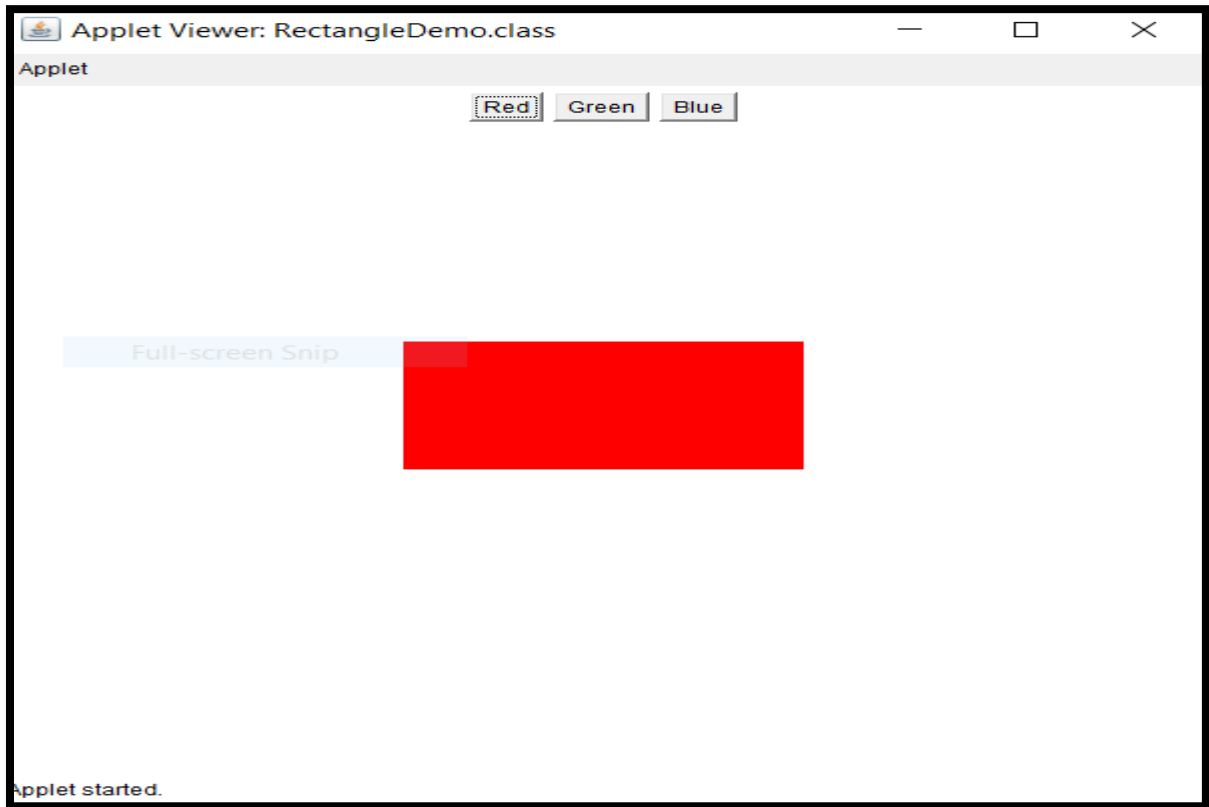 Applet Viewer: RectangleDemo.class
Applet
Red Green Blue
Full-screen Snip
Applet started.